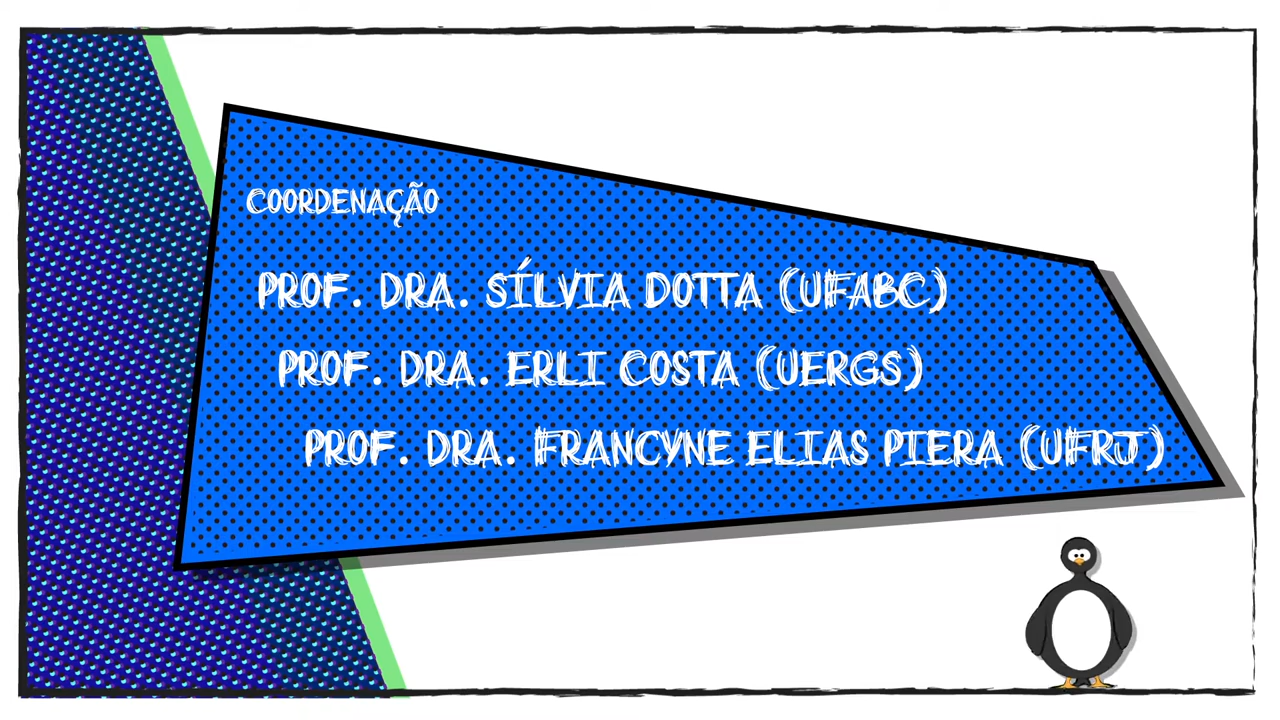 COORDENAÇÃO
PROF. DRA. SÍLVIA DOTTA (UFABC)
PROF. DRA. ERLI COSTA (UERGS)
PROF. DRA. FRANCYNE ELIAS PIERA (UFRJ)